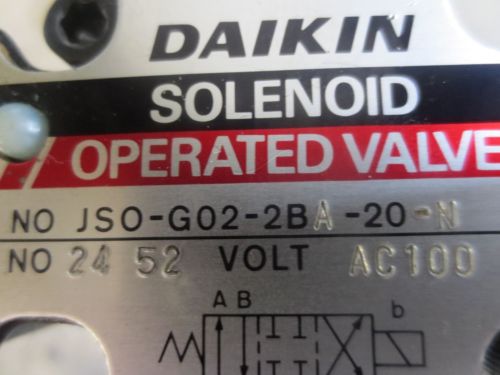 DAIKIN
SOLENOID
OPERATED VALVE
NO JSO-G02-2BA-20-N
NO 24 52 VOLT AC100
A B
b